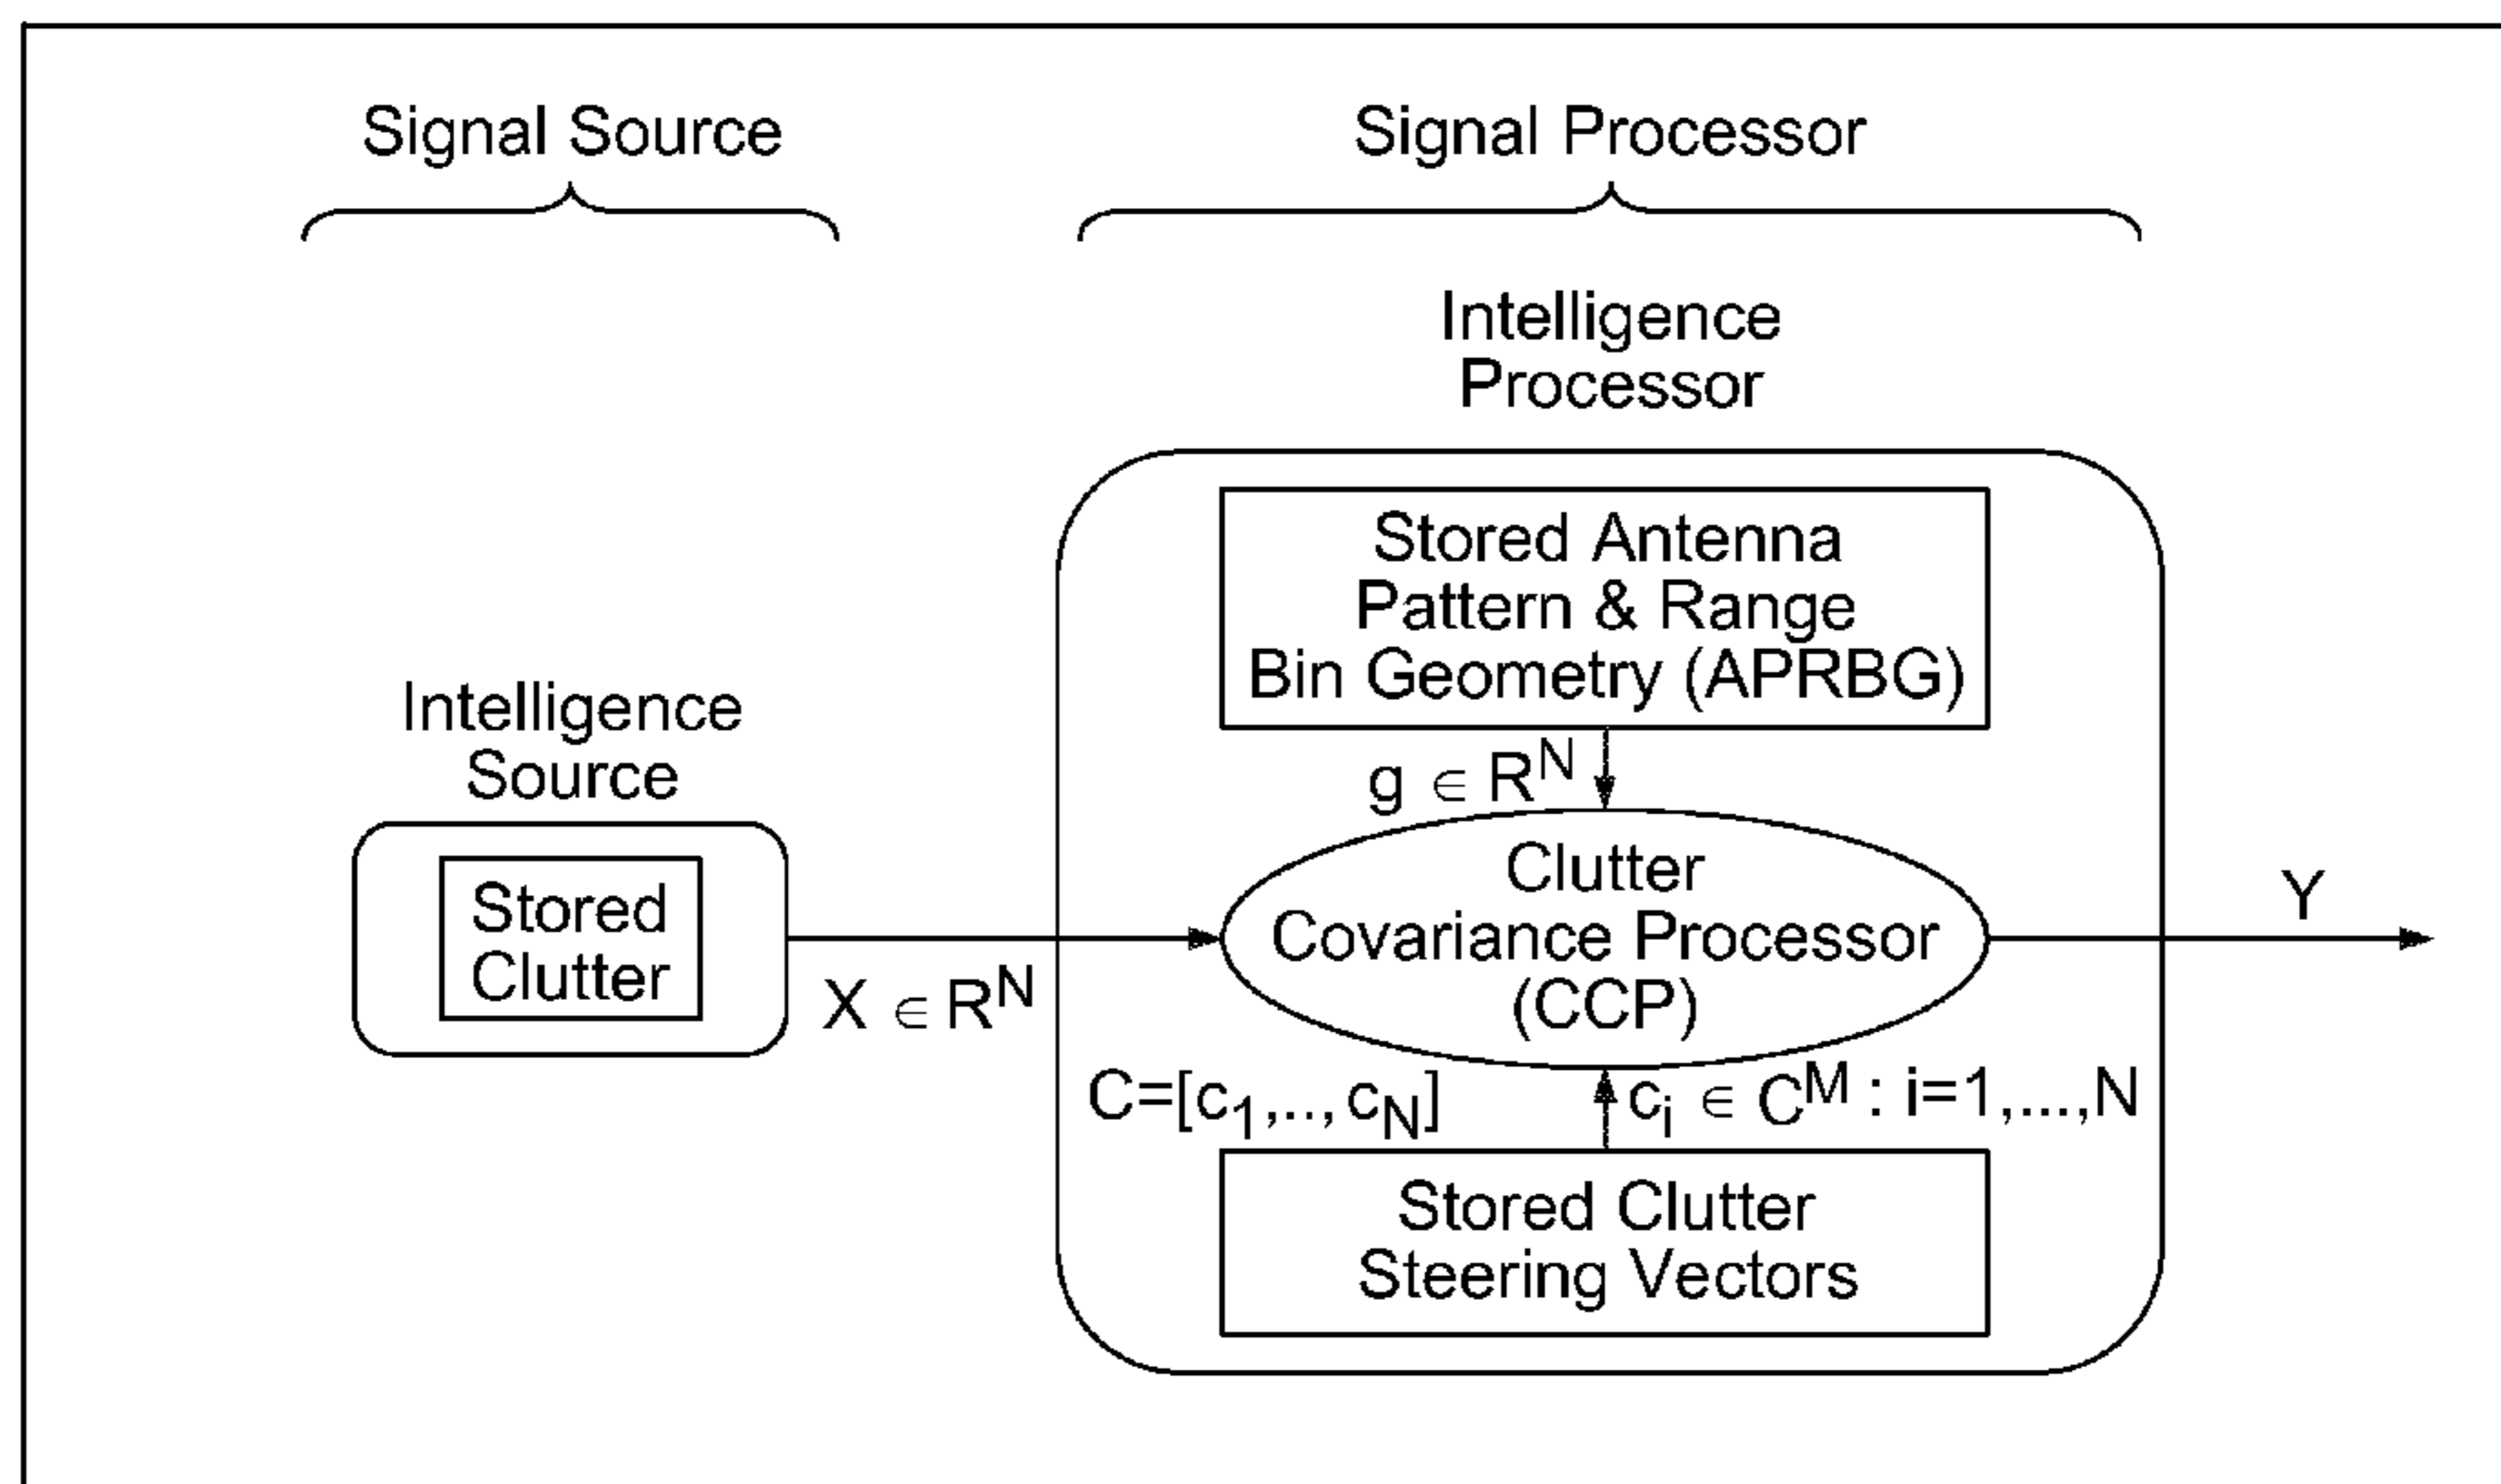 Signal Source
Signal Processor
Intelligence
Processor
Stored Antenna
Pattern & Range
Bin Geometry (APRBG)
g ∈ R^N
Intelligence
Source
Stored
Clutter
X ∈ R^N
Clutter
Covariance Processor
(CCP)
Y
C=[c_1,..,c_N]
c_i ∈ C^M : i=1,...,N
Stored Clutter
Steering Vectors